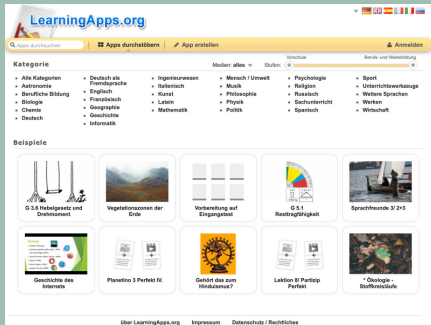 LearningApps.org
Apps durchsuchen
Apps durchstöbern
App erstellen
Anmelden
Kategorie
Medien: alles
Stufen:
Vorschule
Berufs- und Weiterbildung
Alle Kategorien
Astronomie
Berufliche Bildung
Biologie
Chemie
Deutsch
Deutsch als
Fremdsprache
Englisch
Französisch
Geographie
Geschichte
Informatik
Ingenieurwesen
Italienisch
Kunst
Latein
Mathematik
Mensch / Umwelt
Musik
Philosophie
Physik
Politik
Psychologie
Religion
Russisch
Sachunterricht
Spanisch
Sport
Unterrichtswerkzeuge
Weitere Sprachen
Werken
Wirtschaft
Beispiele
G 3.6 Hebelgesetz und
Drehmoment
Vegetationszonen der
Erde
Vorbereitung auf
Eingangstest
G 5.1
Resttragfähigkeit
Sprachfreunde 3/ 2+3
Geschichte des
Internets
Planetino 3 Perfekt IV.
Gehört das zum
Hinduismus?
Lektion 8/ Partizip
Perfekt
* Ökologie -
Stoffkreisläufe
über LearningApps.org
Impressum
Datenschutz / Rechtliches